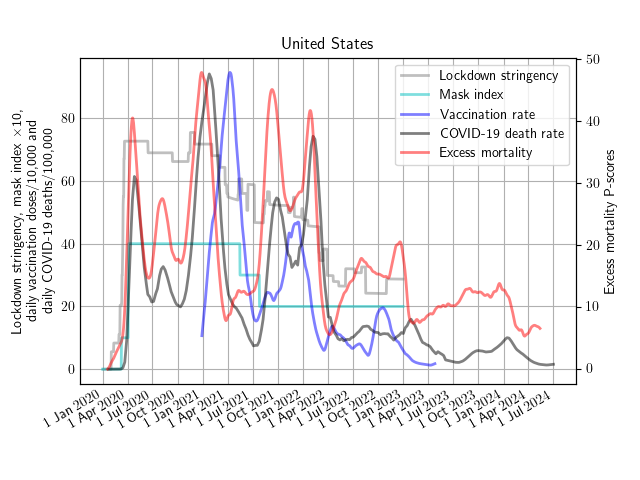 United States
Lockdown stringency, mask index ×10,
daily vaccination doses/10,000 and
daily COVID-19 deaths/100,000
80
60
40
20
0
Lockdown stringency
Mask index
Vaccination rate
COVID-19 death rate
Excess mortality
50
40
30
20
10
0
Excess mortality P-scores
1 Jan 2020
1 Apr 2020
1 Jul 2020
1 Oct 2020
1 Jan 2021
1 Apr 2021
1 Jul 2021
1 Oct 2021
1 Jan 2022
1 Apr 2022
1 Jul 2022
1 Oct 2022
1 Jan 2023
1 Apr 2023
1 Jul 2023
1 Oct 2023
1 Jan 2024
1 Apr 2024
1 Jul 2024